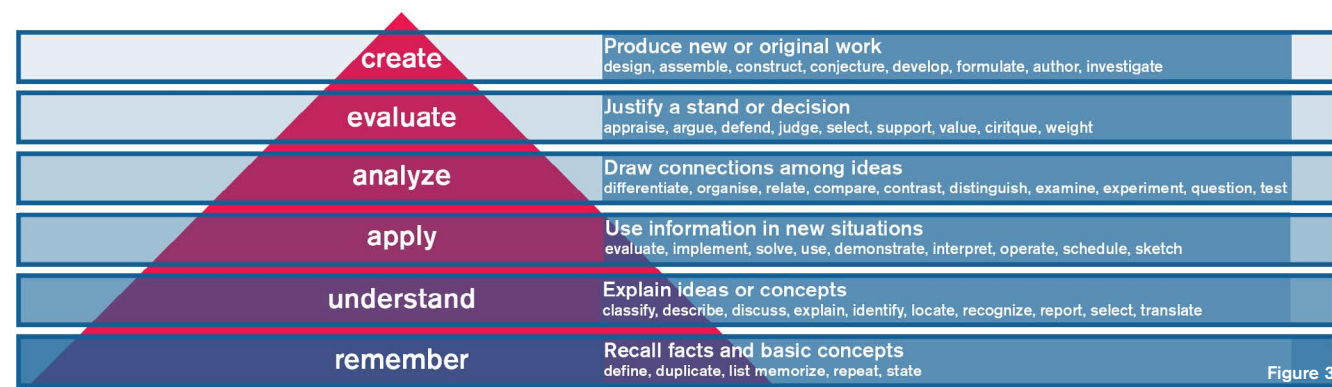 create
Produce new or original work
design, assemble, construct, conjecture, develop, formulate, author, investigate
evaluate
Justify a stand or decision
appraise, argue, defend, judge, select, support, value, ciritque, weight
analyze
Draw connections among ideas
differentiate, organise, relate, compare, contrast, distinguish, examine, experiment, question, test
apply
Use information in new situations
evaluate, implement, solve, use, demonstrate, interpret, operate, schedule, sketch
understand
Explain ideas or concepts
classify, describe, discuss, explain, identify, locate, recognize, report, select, translate
remember
Recall facts and basic concepts
define, duplicate, list memorize, repeat, state
Figure 3